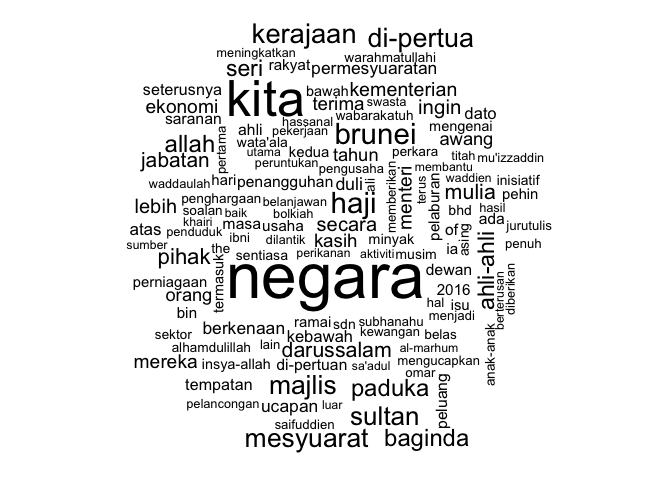 kerajaan di-pertua
meningkatkan warahmatullahi
seri rakyat permesyuaratan
seterusnya kita bawah kementerian
ekonomi terima swasta ingin dato
saranan hassanal wabarakatuh
ahli pekerjaan brunei mengenai
allah pertama wata'ala awang
jabatan utama kedua tahun perkara titah mu'izzaddin
peruntukan pengusaha membantu
waddaulah hari penangguhan duli ali memberikan menteri terus pelaburan waddien inisiatif
lebih penghargaan belanjawan haji mulia pehin
soalan baik bolkiah bhd hasil
atas penduduk khairi masa usaha secara of asing ada jurutulis
sumber ibni dilantik kasih minyak ia penuh
pihak termasuk the sentiasa perikanan aktiviti musim ahli-ahli
perniagaan negara dewan berterusan diberikan
orang 2016
bin hal isu
ramai sdn subhanahu menjadi
sektor berkenaan kebawah kewangan belas
alhamdulillah lain darussalam al-marhum anak-anak
mereka insya-allah di-pertuan sa'adul mengucapkan
omar
tempatan majlis paduka peluang
pelancongan ucapan luar sultan
saifuddien
mesyuarat baginda